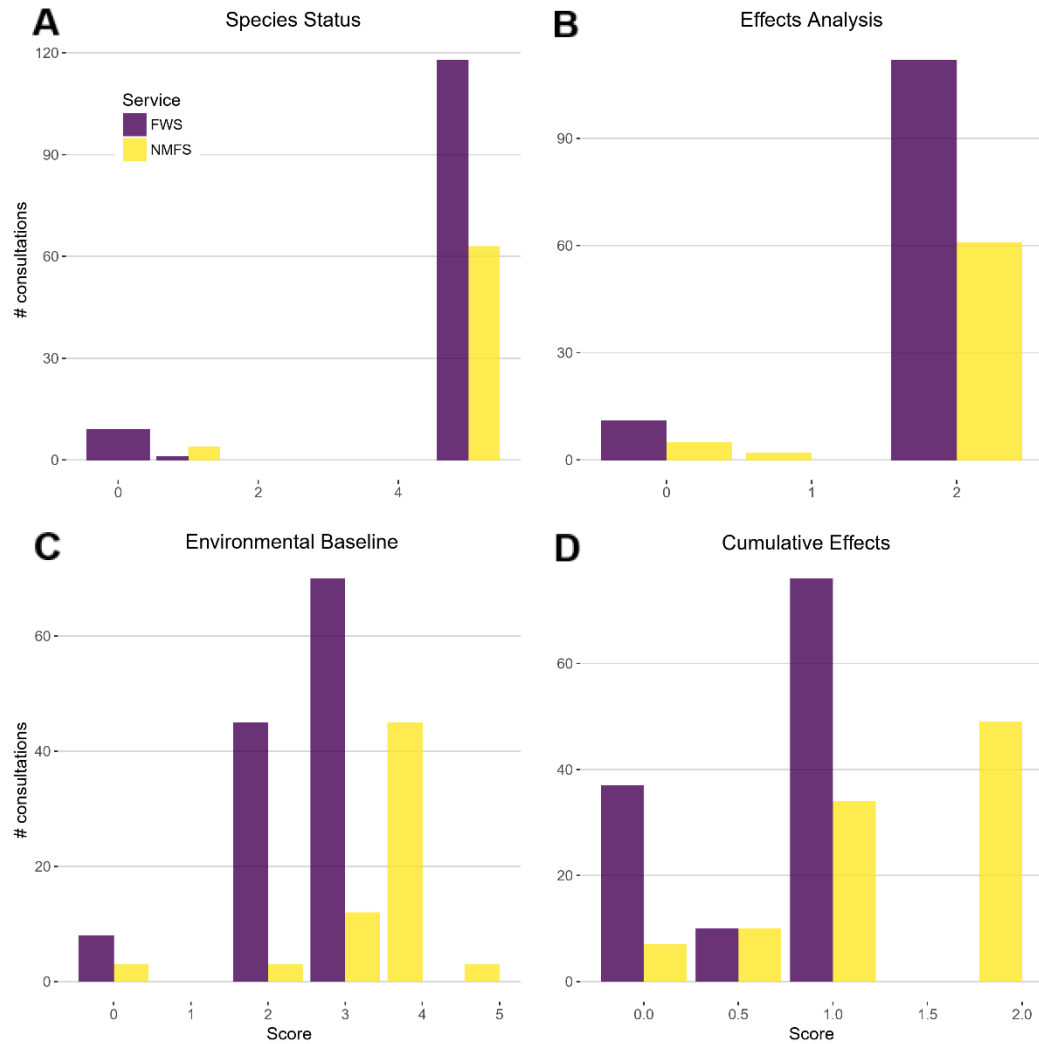 A
Species Status
120
90
60
30
0
# consultations
Service
FWS
NMFS
0
2
4
B
Effects Analysis
90
60
30
0
0
1
2
C
Environmental Baseline
60
40
20
0
# consultations
0
1
2
3
4
5
Score
D
Cumulative Effects
60
40
20
0
0.0
0.5
1.0
1.5
2.0
Score